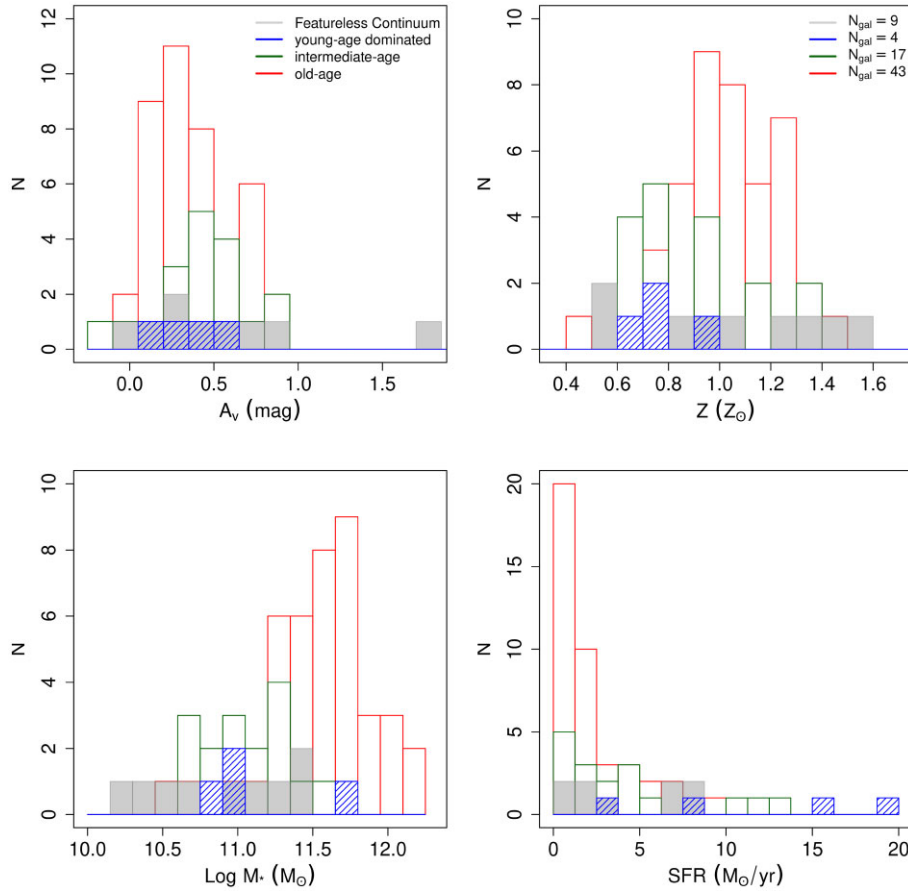 Featureless Continuum
young-age dominated
intermediate-age
old-age
N
0 2 4 6 8 10 12
0.0 0.5 1.0 1.5
Aᵥ (mag)
N_gal = 9
N_gal = 4
N_gal = 17
N_gal = 43
N
0 2 4 6 8 10
0.4 0.6 0.8 1.0 1.2 1.4 1.6
Z (Z⊙)
N
0 2 4 6 8 10
10.0 10.5 11.0 11.5 12.0
Log M* (M⊙)
N
0 5 10 15 20
0 5 10 15 20
SFR (M⊙/yr)